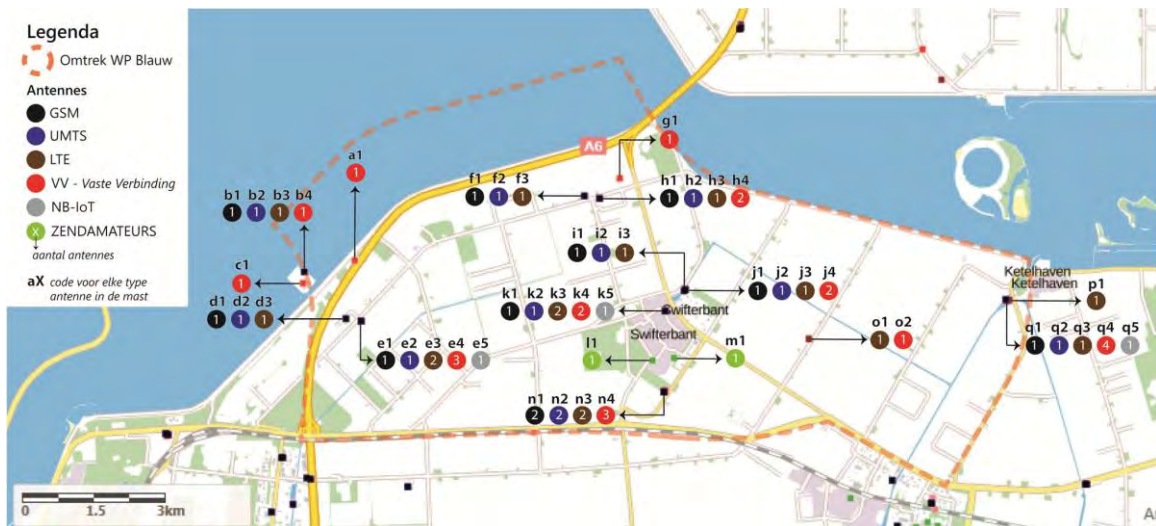 Legenda
Omtrek WP Blauw
Antennes
GSM
UMTS
LTE
VV - Vaste Verbinding
NB-IoT
X ZENDAMATEURS
aantal antennes
aX code voor elke type
antenne in de mast
A6
g1
1
a1
1
f1 f2 f3
1 1 1
h1 h2 h3 h4
1 1 1 2
b1 b2 b3 b4
1 1 1 1
i1 i2 i3
1 1 1
c1
1
j1 j2 j3 j4
1 1 1 2
Ketelhaven
Ketelhaven
p1
1
d1 d2 d3
1 1 1
k1 k2 k3 k4 k5
1 1 2 2 1
Swifterbant
Swifterbant
o1 o2
1 1
q1 q2 q3 q4 q5
1 1 1 4 1
e1 e2 e3 e4 e5
1 1 2 3 1
l1
1
m1
1
n1 n2 n3 n4
2 2 2 3
0 1.5 3km